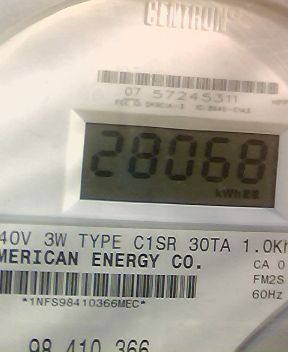 CENTRON
07 57245311
28068
kWh
40V 3W TYPE C1SR 30TA 1.0Kh
MERICAN ENERGY CO.
CA 0
FM2S
*1NFS98410366MEC*
60Hz
98 410 366